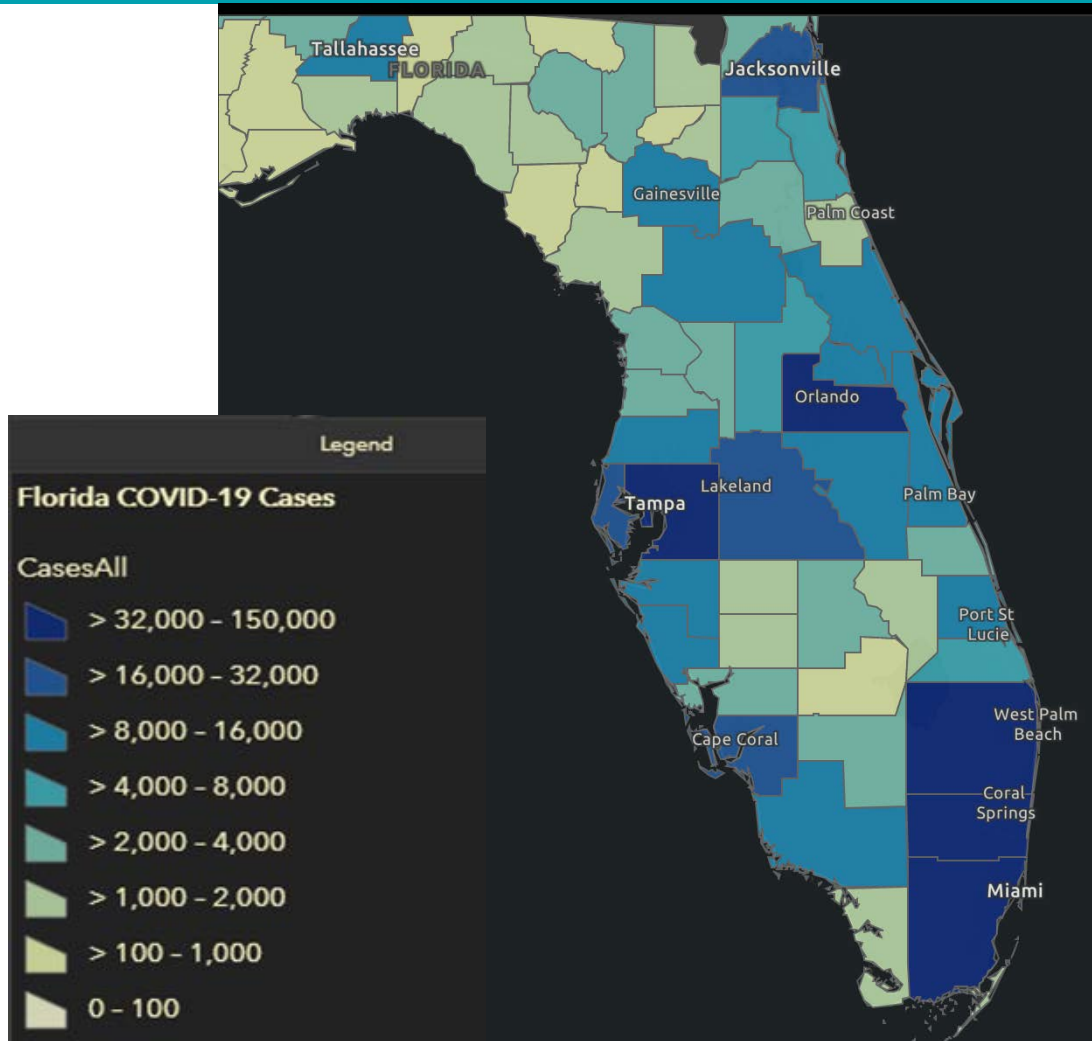 Tallahassee
FLORIDA
Jacksonville
Gainesville
Palm Coast
Orlando
Lakeland
Tampa
Palm Bay
Port St
Lucie
West Palm
Beach
Cape Coral
Coral
Springs
Miami
Legend
Florida COVID-19 Cases
CasesAll
> 32,000 – 150,000
> 16,000 – 32,000
> 8,000 – 16,000
> 4,000 – 8,000
> 2,000 – 4,000
> 1,000 – 2,000
> 100 – 1,000
0 – 100